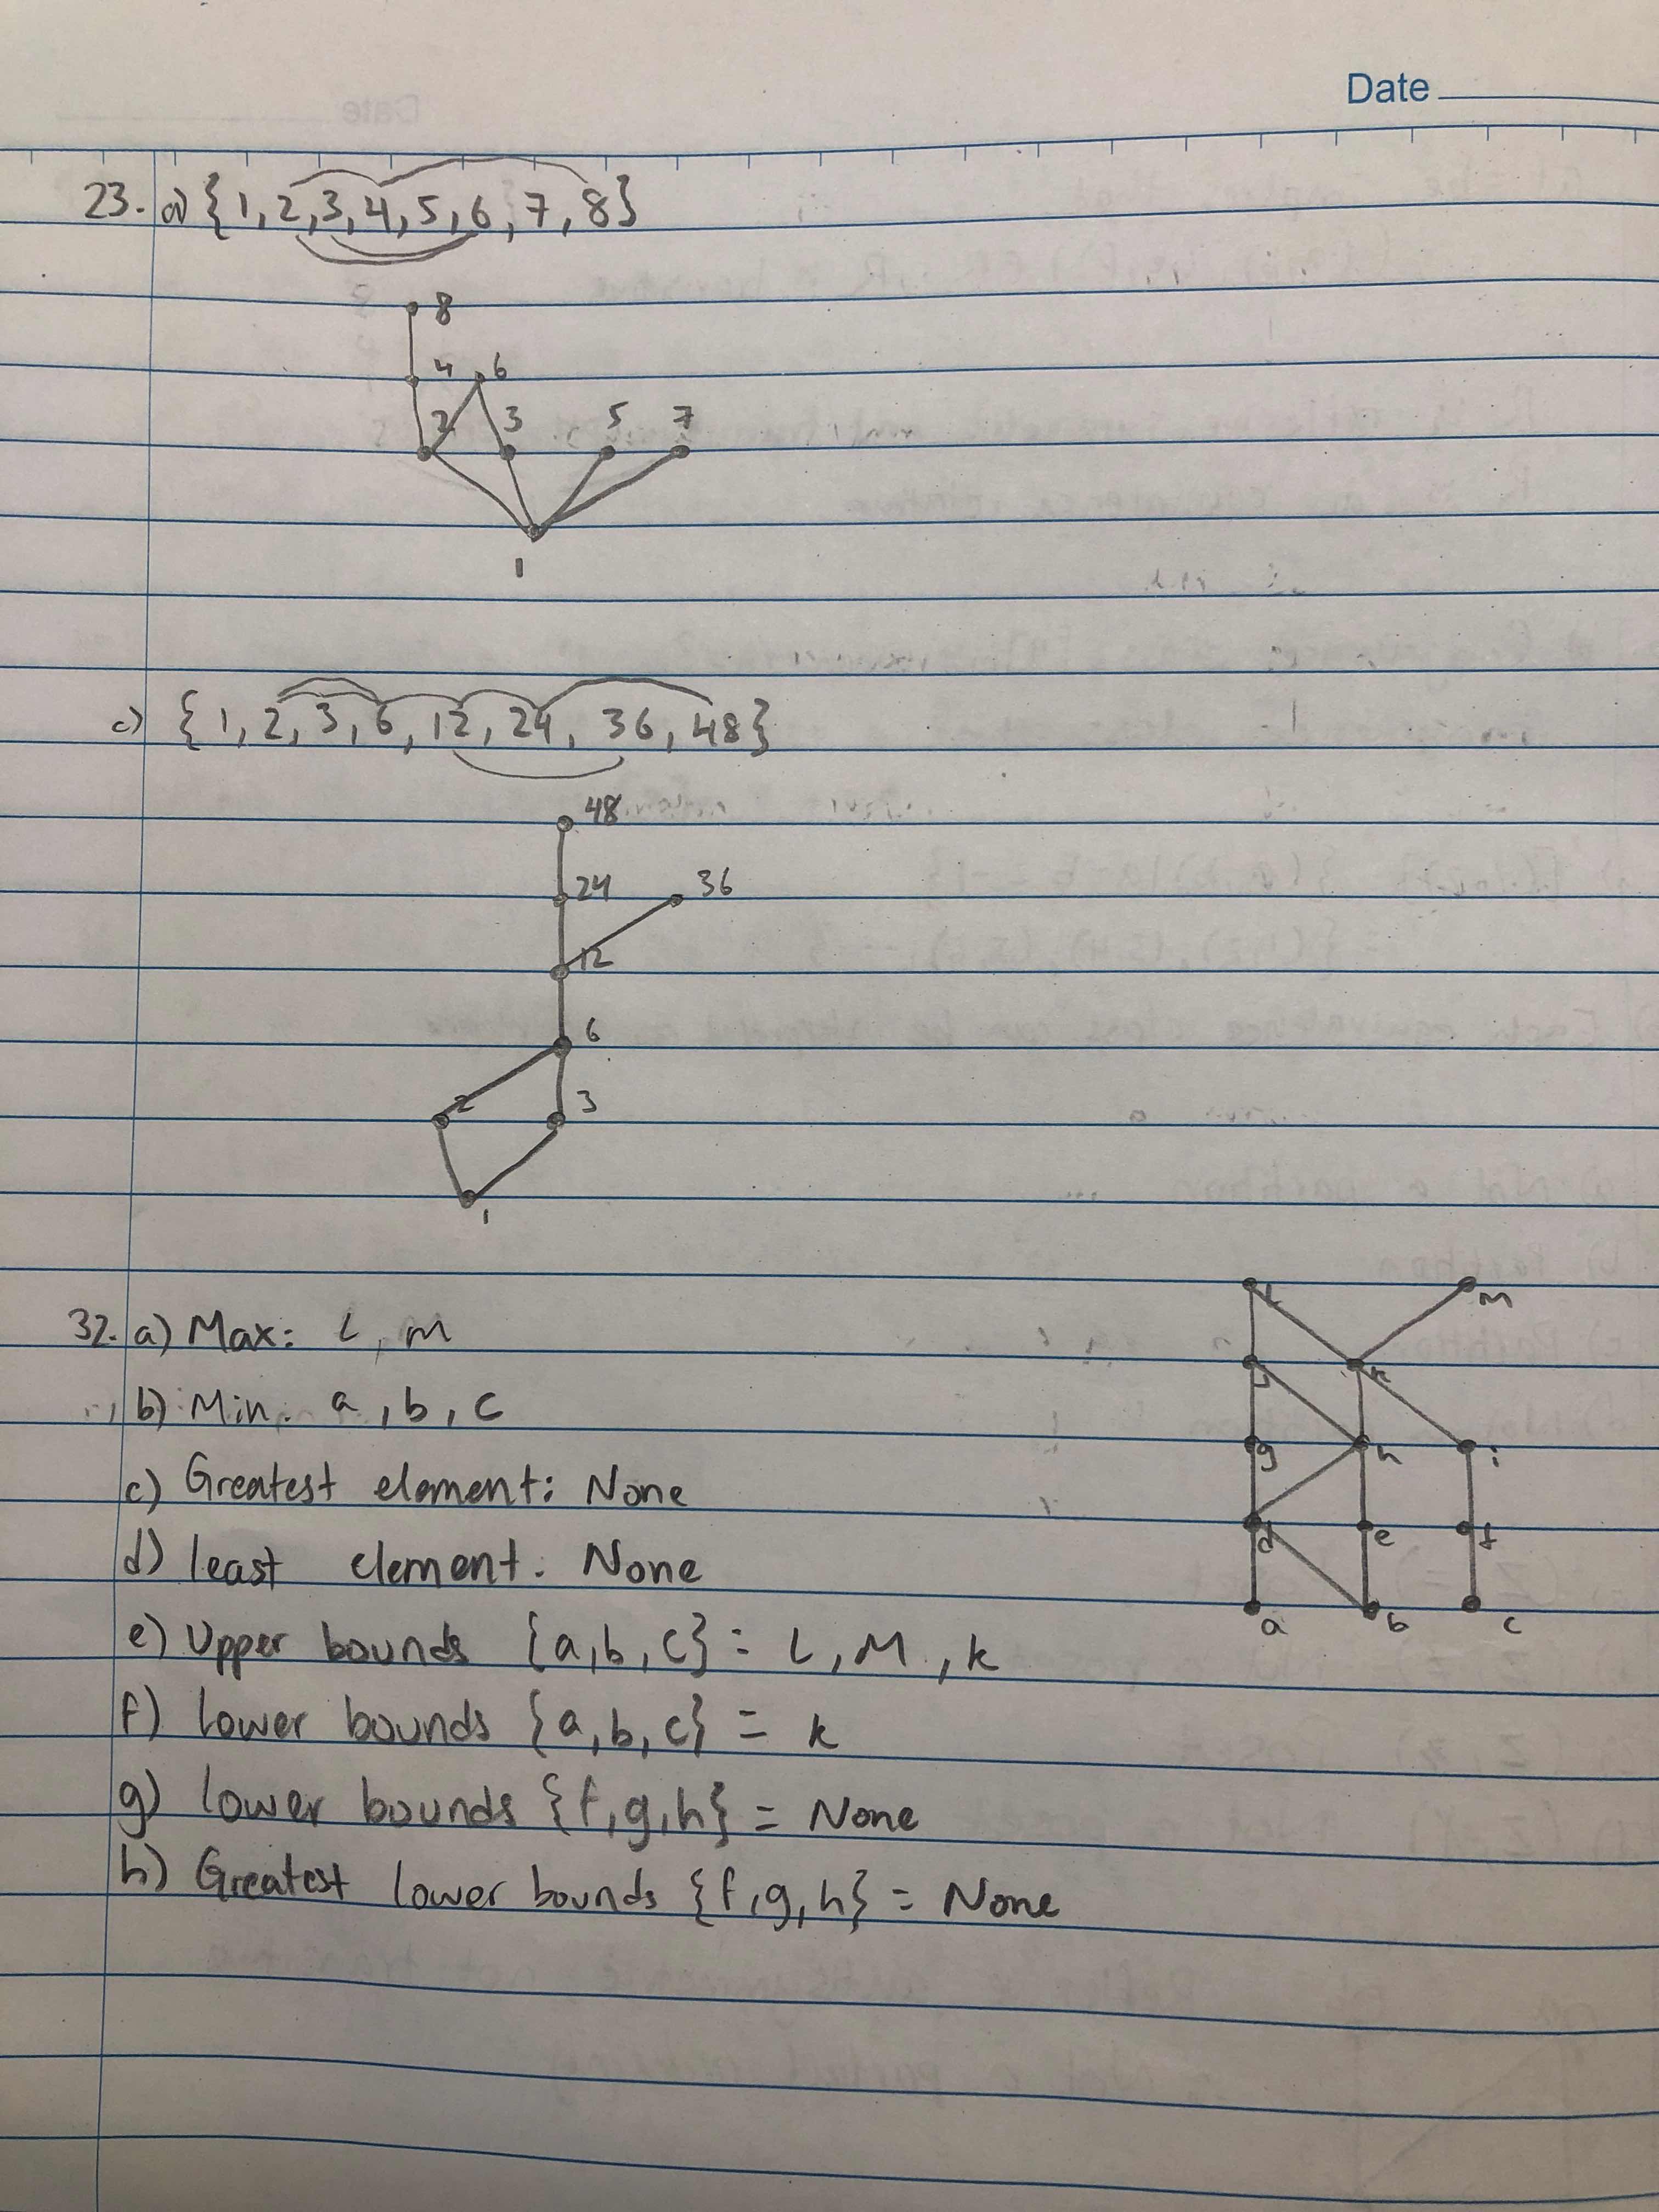 Date
23. a) {1, 2, 3, 4, 5, 6, 7, 8}
8
4 6
2 3 5 7
1
c) {1, 2, 3, 6, 12, 24, 36, 48}
48
24 36
12
6
2 3
1
L M
32. a) Max: L, M
j k
b) Min: a, b, c
g h i
c) Greatest element: None
d e f
d) least element: None
a b c
e) Upper bounds {a, b, c} = L, M, k
f) lower bounds {a, b, c} = k
g) lower bounds {f, g, h} = None
h) Greatest lower bounds {f, g, h} = None